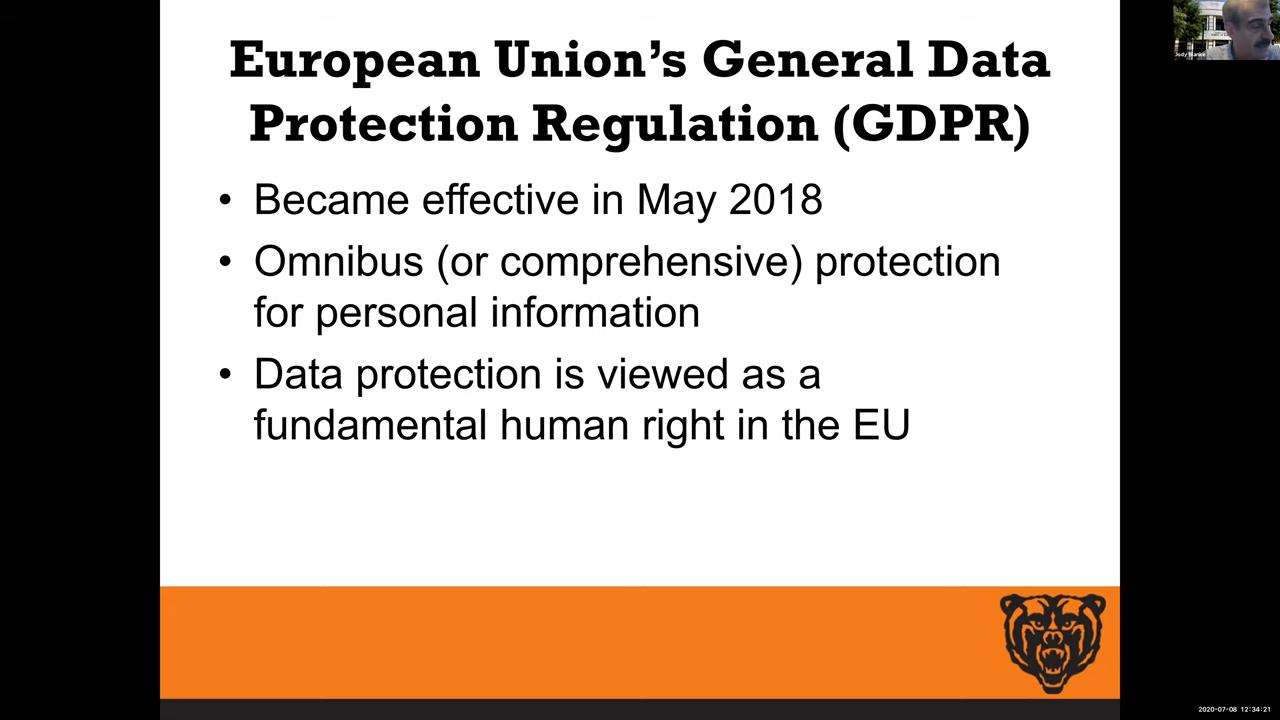 European Union’s General Data
Protection Regulation (GDPR)
• Became effective in May 2018
• Omnibus (or comprehensive) protection
for personal information
• Data protection is viewed as a
fundamental human right in the EU
Jody
2020-07-08 12:34:21